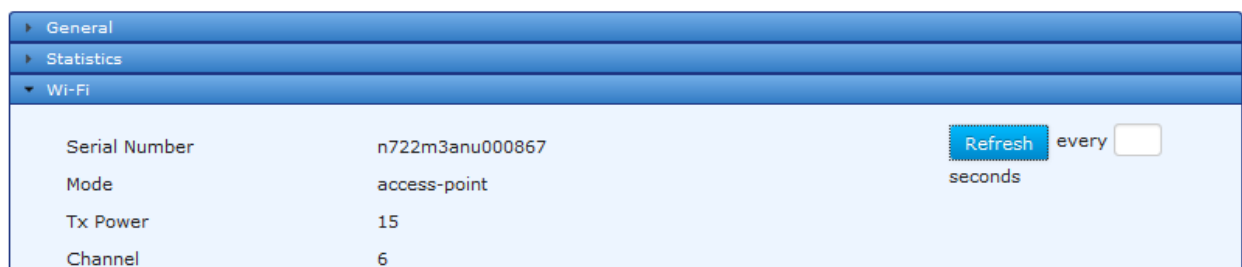 General
Statistics
Wi-Fi
Serial Number n722m3anu000867 Refresh every
Mode access-point seconds
Tx Power 15
Channel 6